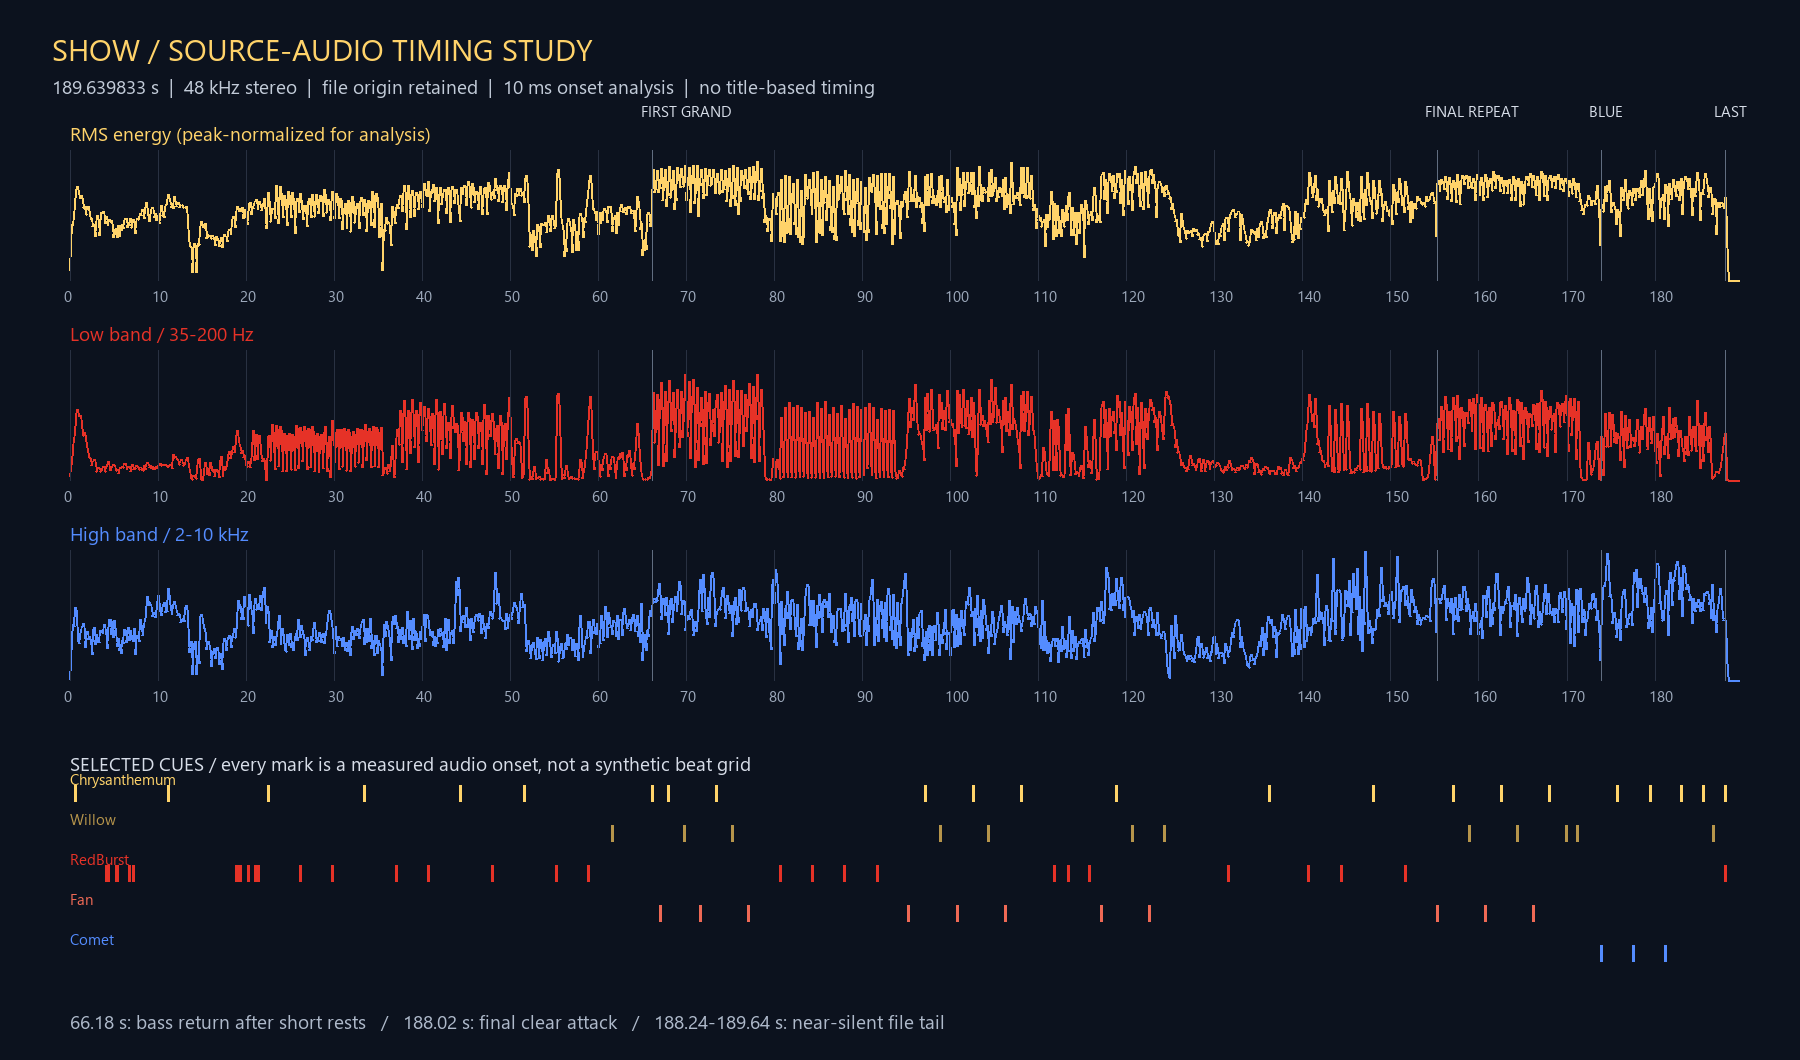 SHOW / SOURCE-AUDIO TIMING STUDY
189.639833 s | 48 kHz stereo | file origin retained | 10 ms onset analysis | no title-based timing
FIRST GRAND FINAL REPEAT BLUE LAST
RMS energy (peak-normalized for analysis)
0 10 20 30 40 50 60 70 80 90 100 110 120 130 140 150 160 170 180
Low band / 35-200 Hz
0 10 20 30 40 50 60 70 80 90 100 110 120 130 140 150 160 170 180
High band / 2-10 kHz
0 10 20 30 40 50 60 70 80 90 100 110 120 130 140 150 160 170 180
SELECTED CUES / every mark is a measured audio onset, not a synthetic beat grid
Chrysanthemum
Willow
RedBurst
Fan
Comet
66.18 s: bass return after short rests / 188.02 s: final clear attack / 188.24-189.64 s: near-silent file tail